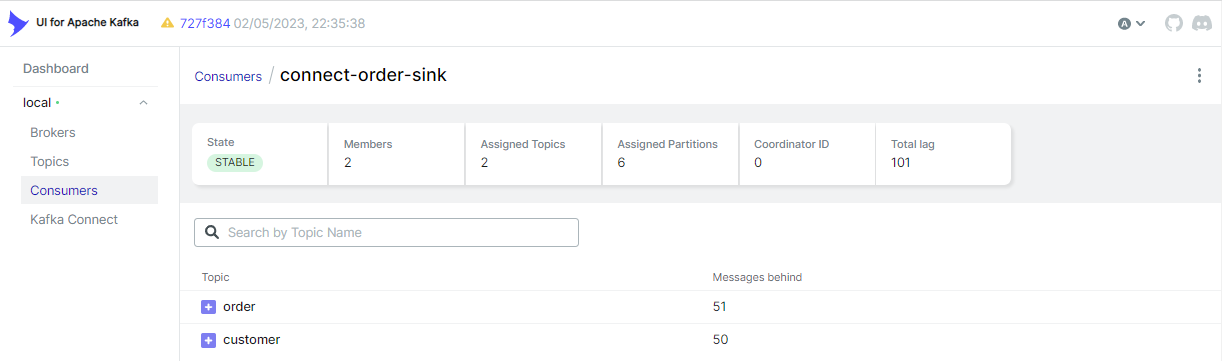 UI for Apache Kafka 727f384 02/05/2023, 22:35:38 A
Dashboard
local
Brokers
Topics
Consumers
Kafka Connect
Consumers / connect-order-sink
State Members Assigned Topics Assigned Partitions Coordinator ID Total lag
STABLE 2 2 6 0 101
Search by Topic Name
Topic Messages behind
order 51
customer 50